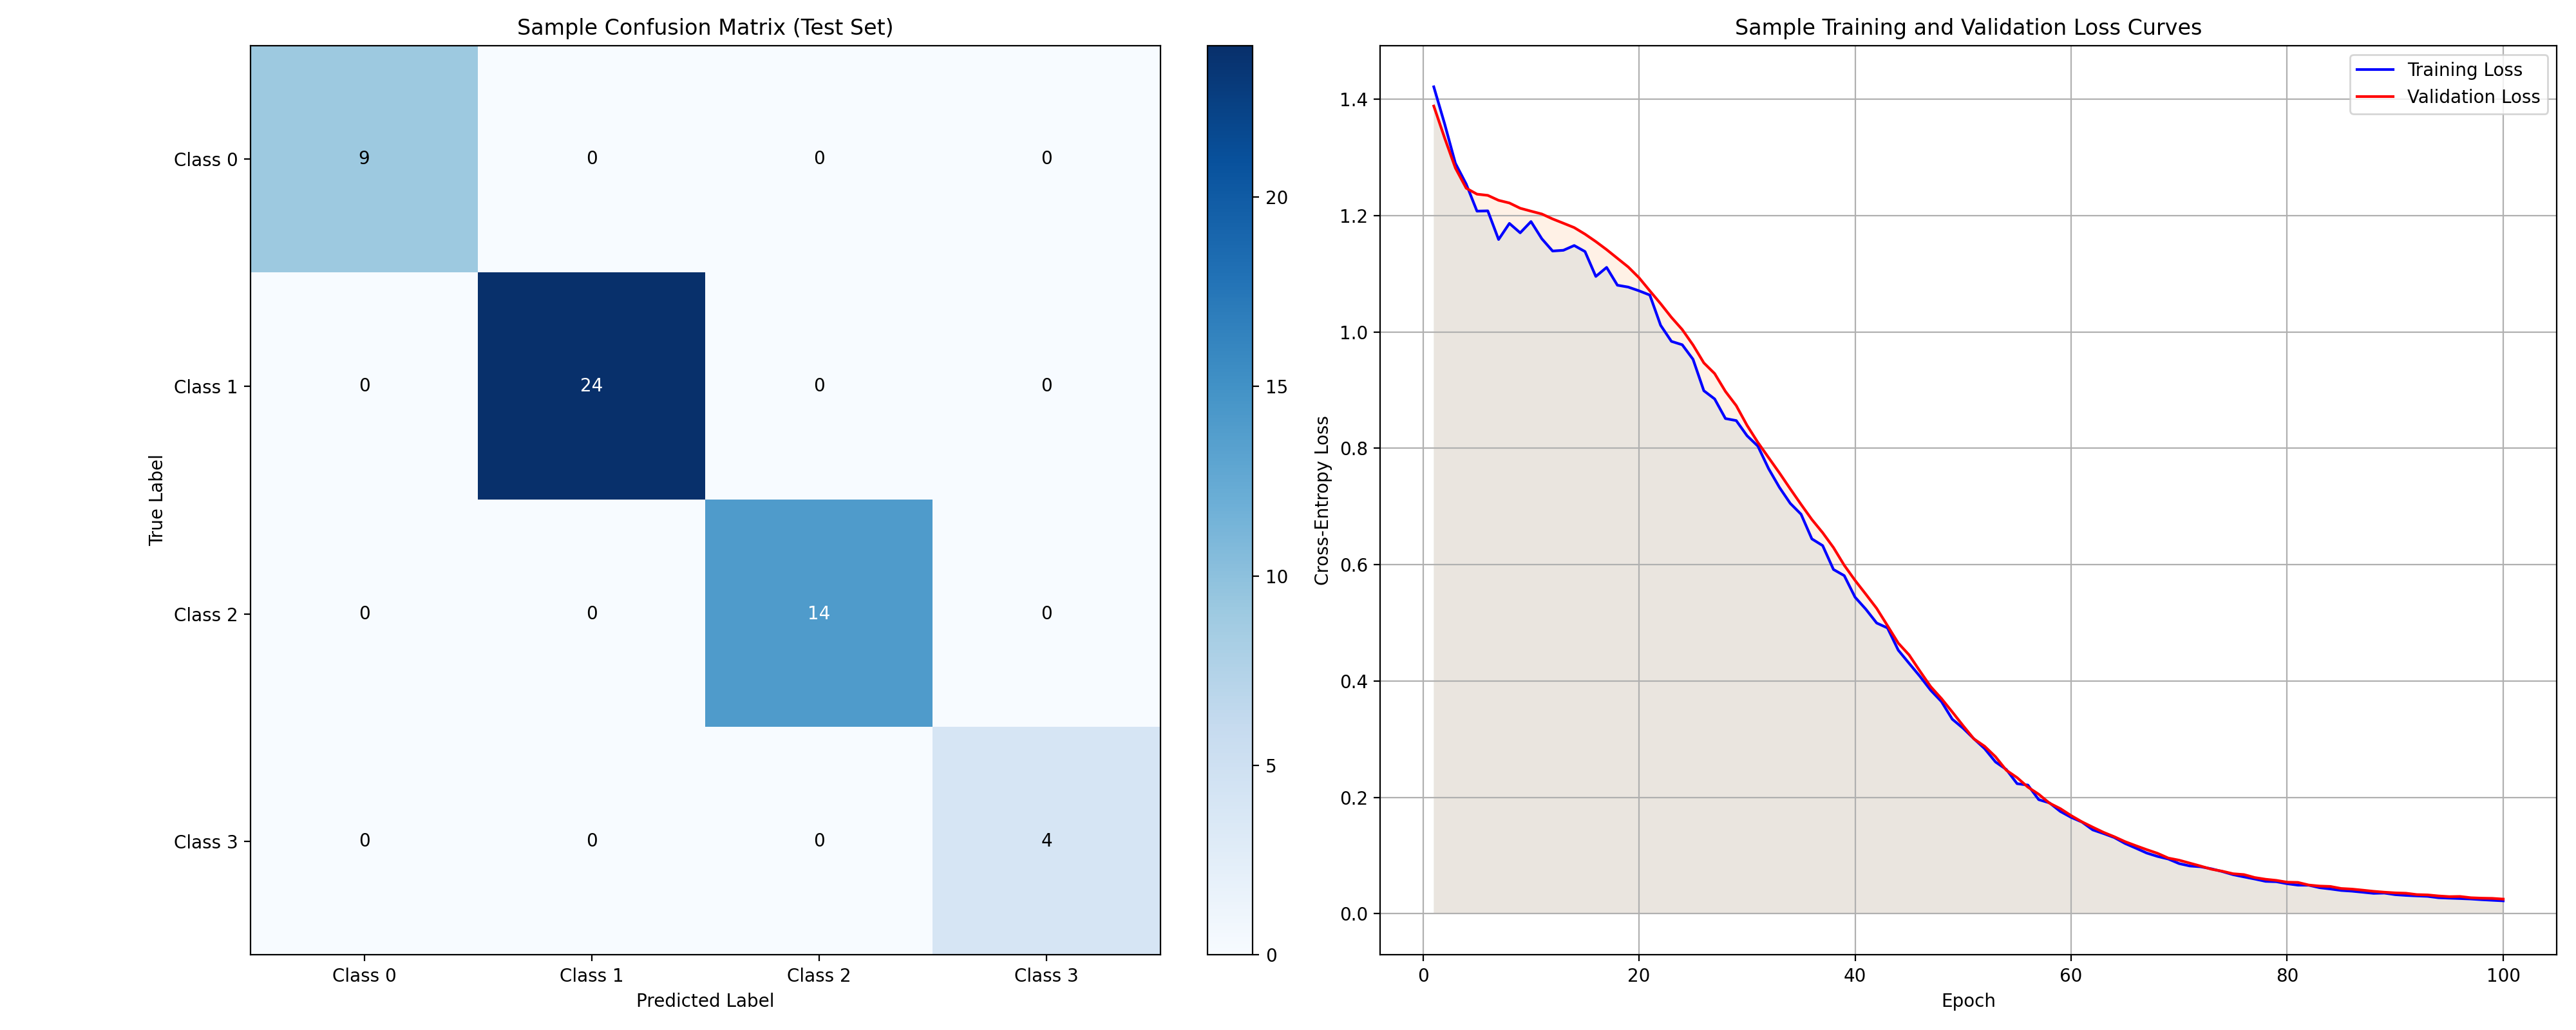 Sample Confusion Matrix (Test Set)
Class 0
9
0
0
0
Class 1
0
24
0
0
Class 2
0
0
14
0
Class 3
0
0
0
4
True Label
Class 0
Class 1
Class 2
Class 3
Predicted Label
20
15
10
5
0
Sample Training and Validation Loss Curves
Training Loss
Validation Loss
1.4
1.2
1.0
0.8
0.6
0.4
0.2
0.0
Cross-Entropy Loss
0
20
40
60
80
100
Epoch